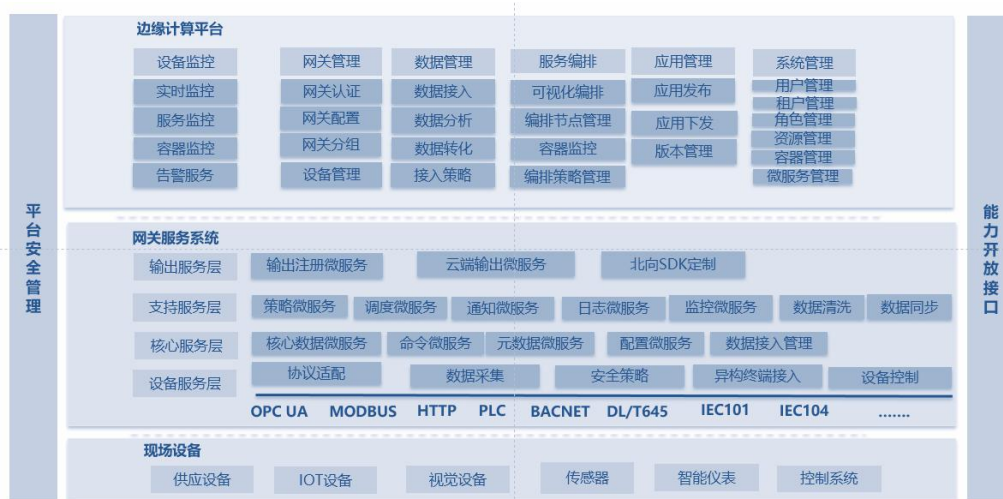 平台安全管理
边缘计算平台
设备监控 网关管理 数据管理 服务编排 应用管理 系统管理
实时监控 网关认证 数据接入 可视化编排 应用发布 用户管理
租户管理
服务监控 网关配置 数据分析 编排节点管理 应用下发 角色管理
资源管理
容器监控 网关分组 数据转化 容器监控 版本管理 容器管理
告警服务 设备管理 接入策略 编排策略管理 微服务管理
网关服务系统
输出服务层 输出注册微服务 云端输出微服务 北向SDK定制
支持服务层 策略微服务 调度微服务 通知微服务 日志微服务 监控微服务 数据清洗 数据同步
核心服务层 核心数据微服务 命令微服务 元数据微服务 配置微服务 数据接入管理
设备服务层 协议适配 数据采集 安全策略 异构终端接入 设备控制
OPC UA MODBUS HTTP PLC BACNET DL/T645 IEC101 IEC104 .......
现场设备
供应设备 IOT设备 视觉设备 传感器 智能仪表 控制系统
能力开放接口